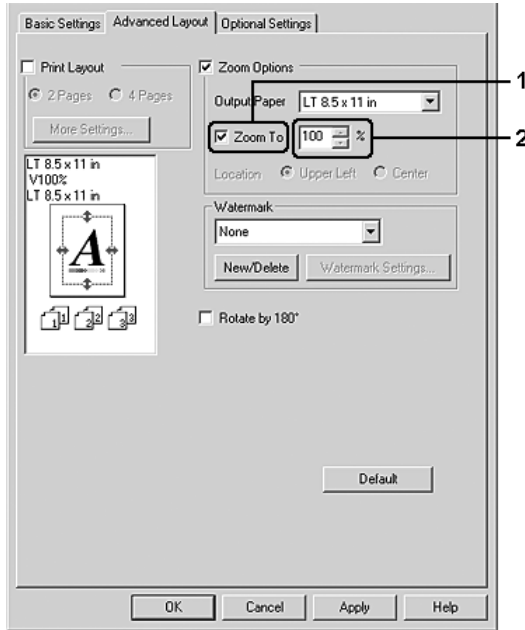 Basic Settings Advanced Layout Optional Settings
Print Layout
2 Pages 4 Pages
More Settings...
LT 8.5 x 11 in
V100%
LT 8.5 x 11 in
A
1 1 2 2 3 3
Zoom Options
Output Paper LT 8.5 x 11 in
Zoom To 100 %
Location Upper Left Center
1
2
Watermark
None
New/Delete Watermark Settings...
Rotate by 180°
Default
OK Cancel Apply Help